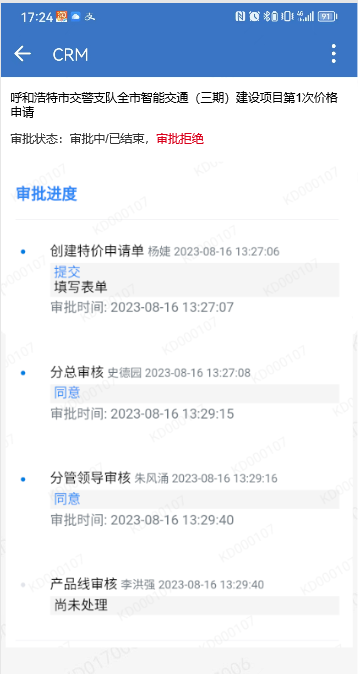 17:24
91
CRM
呼和浩特市交警支队全市智能交通（三期）建设项目第1次价格
申请
审批状态：审批中/已结束，审批拒绝
审批进度
创建特价申请单 杨婕 2023-08-16 13:27:06
提交
填写表单
审批时间: 2023-08-16 13:27:07
分总审核 史德园 2023-08-16 13:27:08
同意
审批时间: 2023-08-16 13:29:15
分管领导审核 朱风涌 2023-08-16 13:29:16
同意
审批时间: 2023-08-16 13:29:40
产品线审核 李洪强 2023-08-16 13:29:40
尚未处理
KD000107